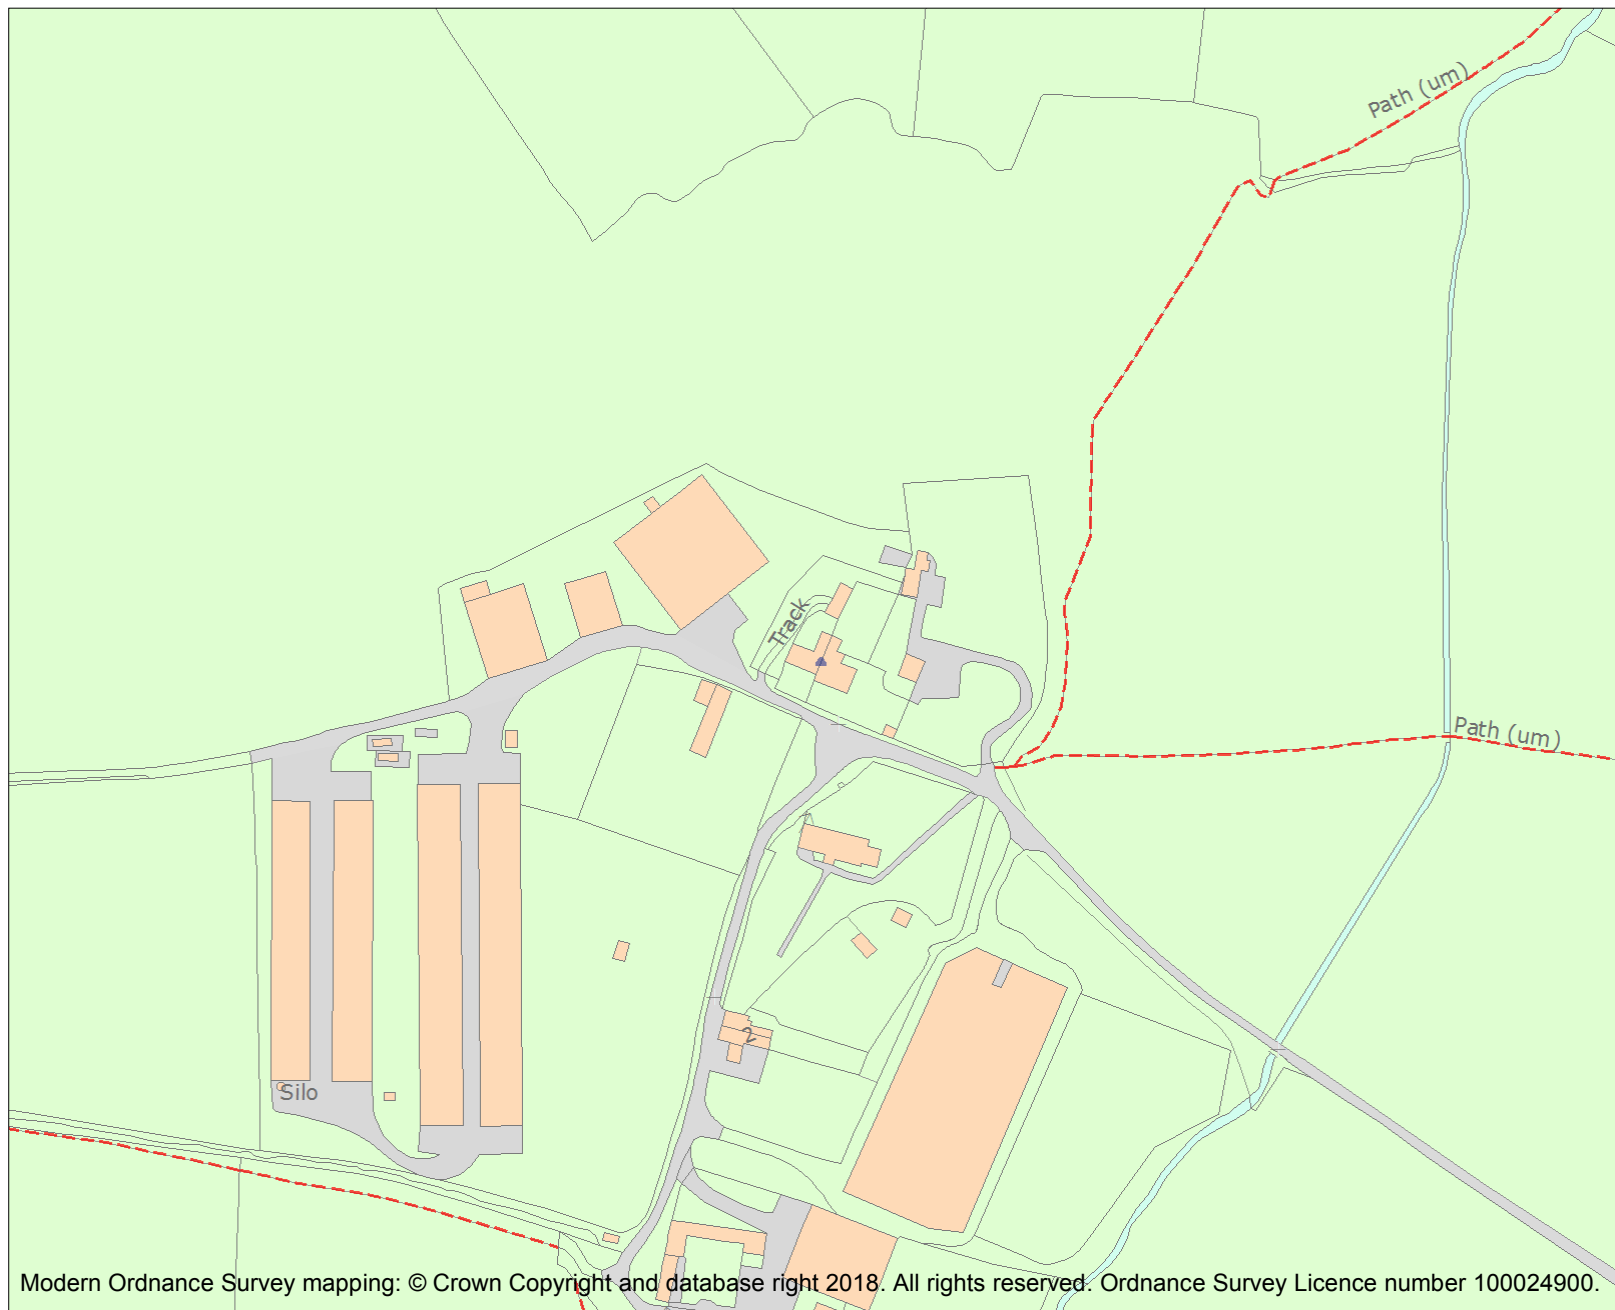 Path (um)
Track
Path (um)
2
Silo
Modern Ordnance Survey mapping: © Crown Copyright and database right 2018. All rights reserved. Ordnance Survey Licence number 100024900.